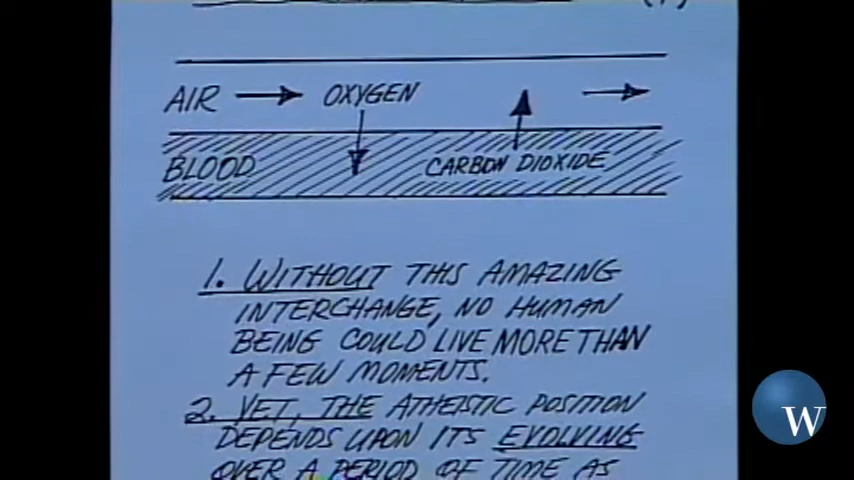 (1)
AIR OXYGEN
BLOOD CARBON DIOXIDE
1. WITHOUT THIS AMAZING
INTERCHANGE, NO HUMAN
BEING COULD LIVE MORE THAN
A FEW MOMENTS.
2. YET, THE ATHEISTIC POSITION
DEPENDS UPON ITS EVOLVING
OVER A PERIOD OF TIME AS
W